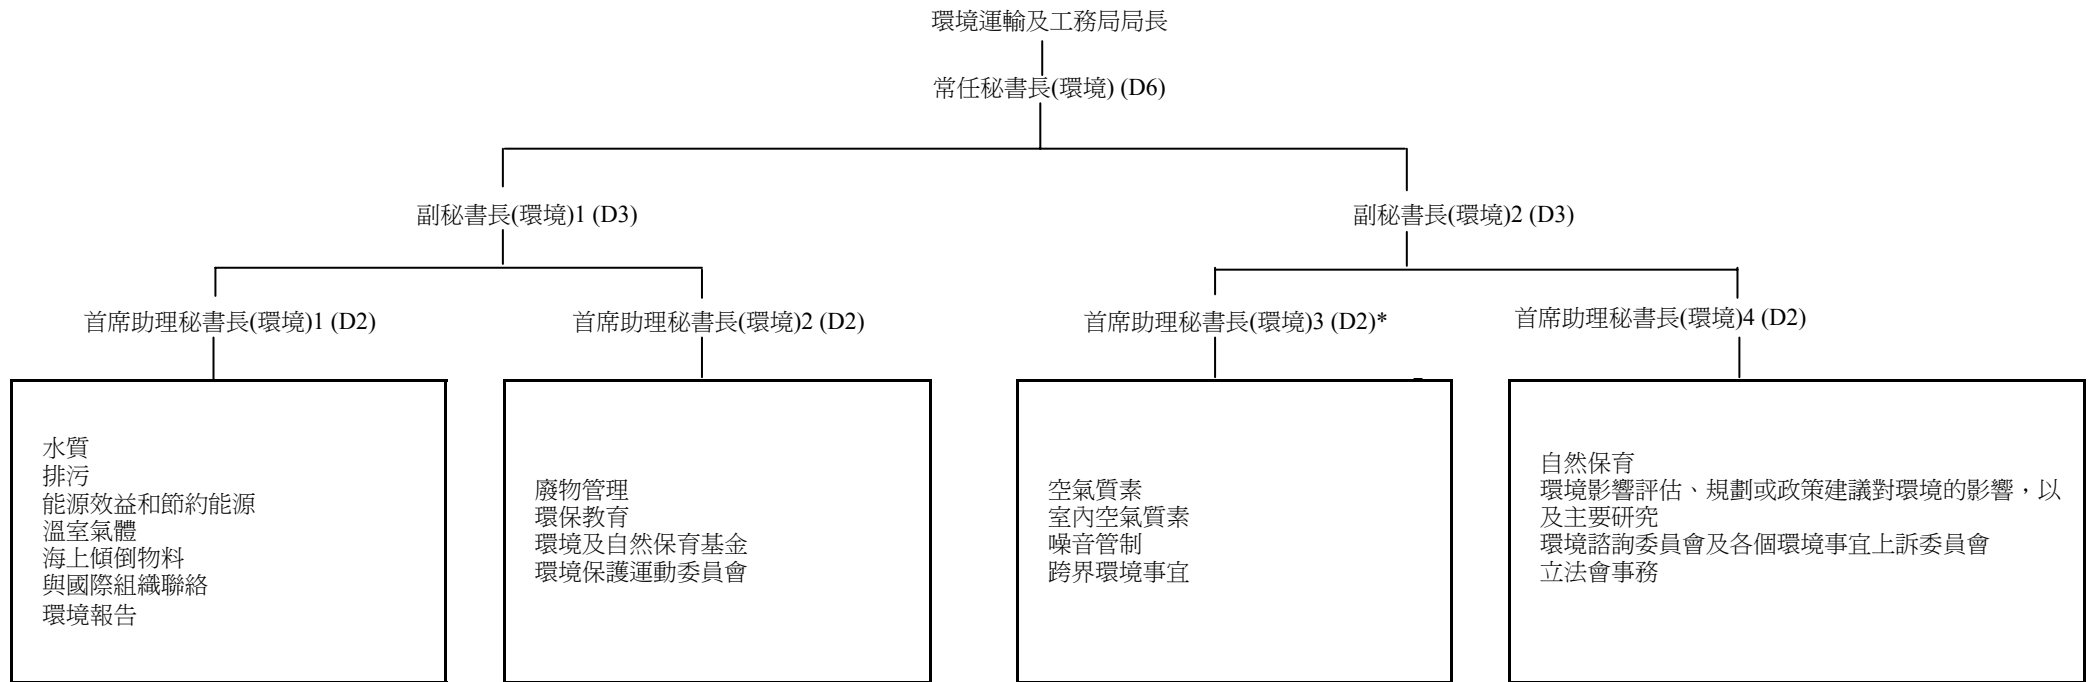 環境運輸及工務局局長
常任秘書長(環境) (D6)
副秘書長(環境)1 (D3)
副秘書長(環境)2 (D3)
首席助理秘書長(環境)1 (D2)
首席助理秘書長(環境)2 (D2)
首席助理秘書長(環境)3 (D2)*
首席助理秘書長(環境)4 (D2)
水質
排污
能源效益和節約能源
溫室氣體
海上傾倒物料
與國際組織聯絡
環境報告
廢物管理
環保教育
環境及自然保育基金
環境保護運動委員會
空氣質素
室內空氣質素
噪音管制
跨界環境事宜
自然保育
環境影響評估、規劃或政策建議對環境的影響，以
及主要研究
環境諮詢委員會及各個環境事宜上訴委員會
立法會事務